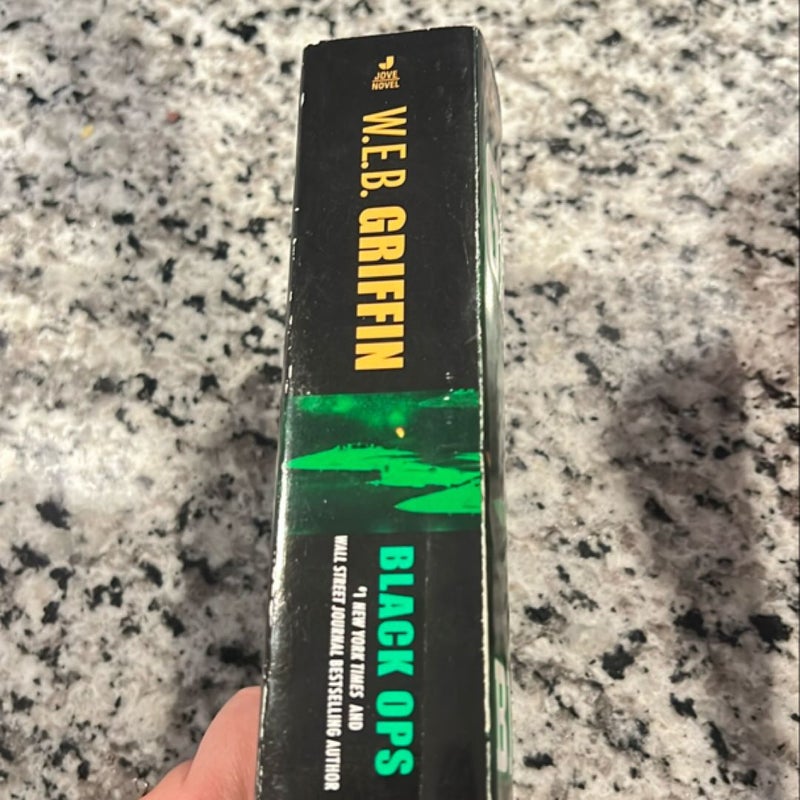 JOVE
NOVEL
W.E.B. GRIFFIN
BLACK OPS
#1 NEW YORK TIMES AND
WALL STREET JOURNAL BESTSELLING AUTHOR